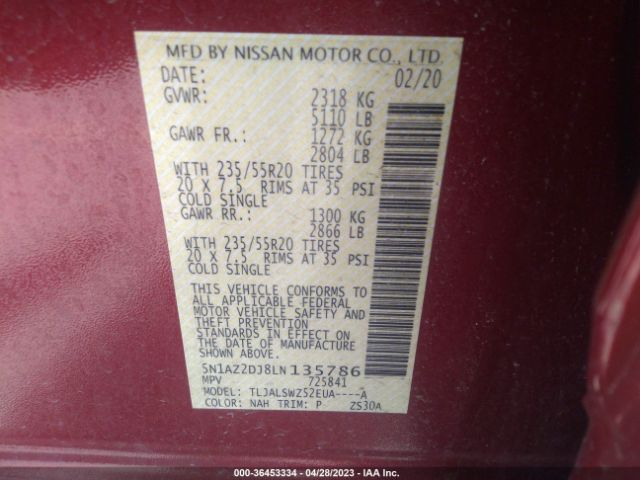 MFD BY NISSAN MOTOR CO., LTD.
DATE: 02/20
GVWR: 2318 KG
5110 LB
GAWR FR.: 1272 KG
2804 LB
WITH 235/55R20 TIRES
20 X 7.5 RIMS AT 35 PSI
COLD SINGLE
GAWR RR.: 1300 KG
2866 LB
WITH 235/55R20 TIRES
20 X 7.5 RIMS AT 35 PSI
COLD SINGLE
THIS VEHICLE CONFORMS TO
ALL APPLICABLE FEDERAL
MOTOR VEHICLE SAFETY AND
THEFT PREVENTION
STANDARDS IN EFFECT ON
THE DATE OF MANUFACTURE
SHOWN ABOVE.
5N1AZ2DJ8LN135786
MPV 725841
MODEL: TLJALSWZ52EUA----A
COLOR: NAH TRIM: P ZS30A
000-36453334 - 04/28/2023 - IAA Inc.